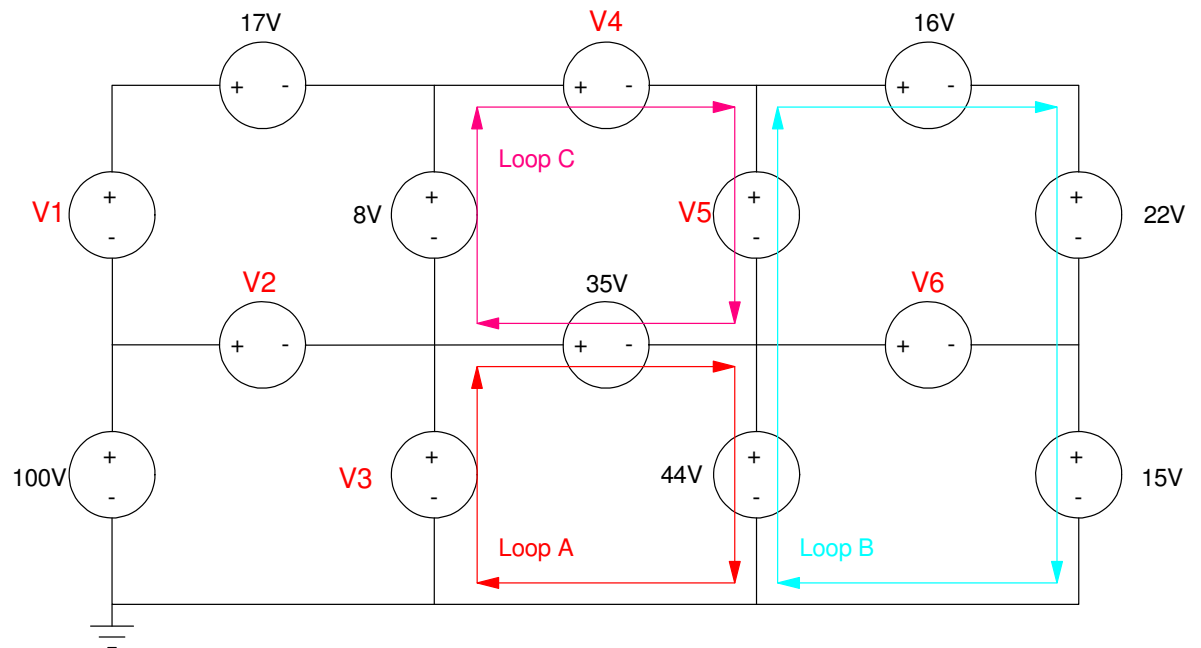 17V
V4
16V
+ -
+ -
+ -
Loop C
V1
+
-
8V
+
-
V5
+
-
+
-
22V
V2
35V
V6
+ -
+ -
+ -
100V
+
-
V3
+
-
44V
+
-
+
-
15V
Loop A
Loop B